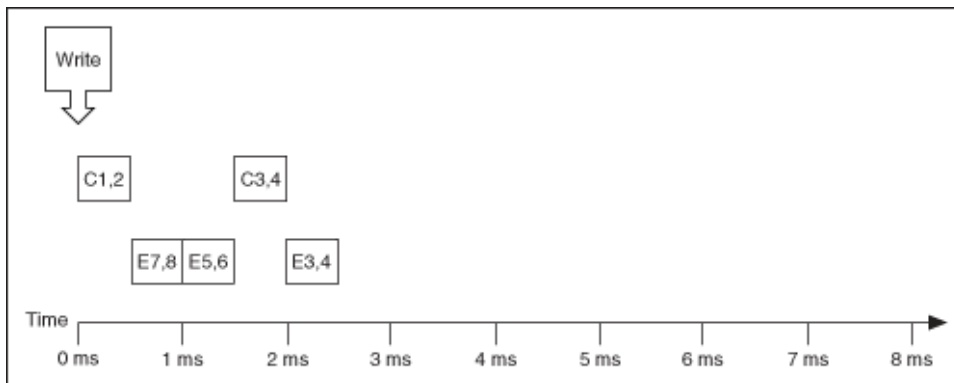 Write
C1,2 C3,4
E7,8 E5,6 E3,4
Time
0 ms 1 ms 2 ms 3 ms 4 ms 5 ms 6 ms 7 ms 8 ms